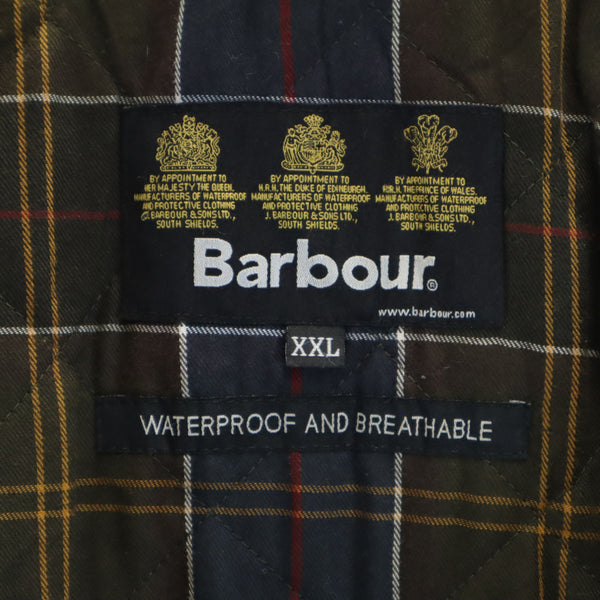 BY APPOINTMENT TO
HER MAJESTY THE QUEEN,
MANUFACTURERS OF WATERPROOF
AND PROTECTIVE CLOTHING
J. BARBOUR & SONS LTD.,
SOUTH SHIELDS.
BY APPOINTMENT TO
H.R.H. THE DUKE OF EDINBURGH,
MANUFACTURERS OF WATERPROOF
AND PROTECTIVE CLOTHING
J. BARBOUR & SONS LTD.,
SOUTH SHIELDS.
BY APPOINTMENT TO
H.R.H. THE PRINCE OF WALES.
MANUFACTURERS OF WATERPROOF
AND PROTECTIVE CLOTHING
J. BARBOUR & SONS LTD.,
SOUTH SHIELDS.
Barbour®
www.barbour.com
XXL
WATERPROOF AND BREATHABLE